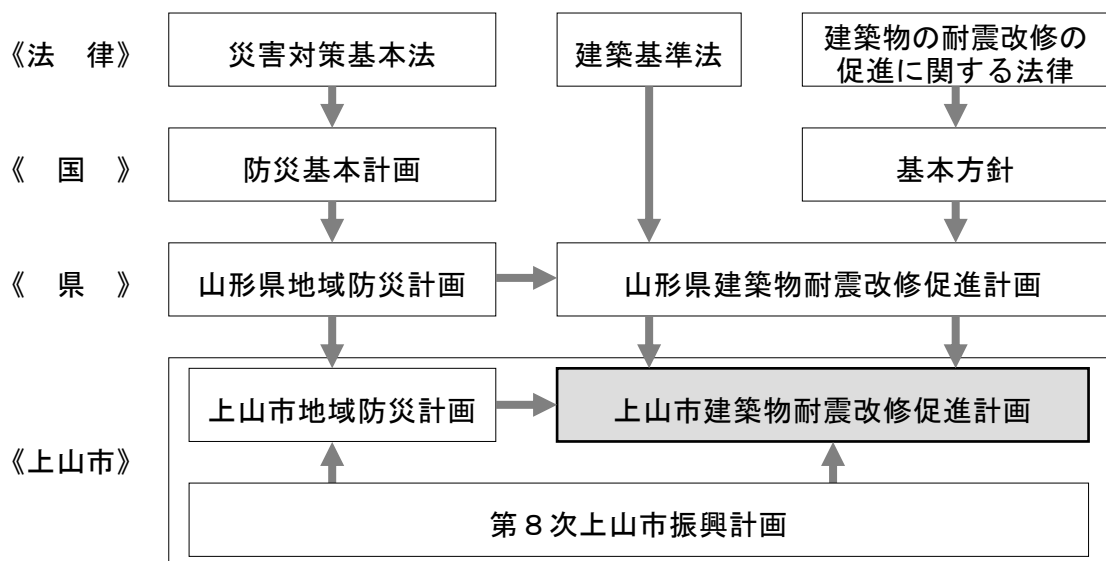 《法　律》
災害対策基本法
建築基準法
建築物の耐震改修の
促進に関する法律
《　国　》
防災基本計画
基本方針
《　県　》
山形県地域防災計画
山形県建築物耐震改修促進計画
《上山市》
上山市地域防災計画
上山市建築物耐震改修促進計画
第８次上山市振興計画